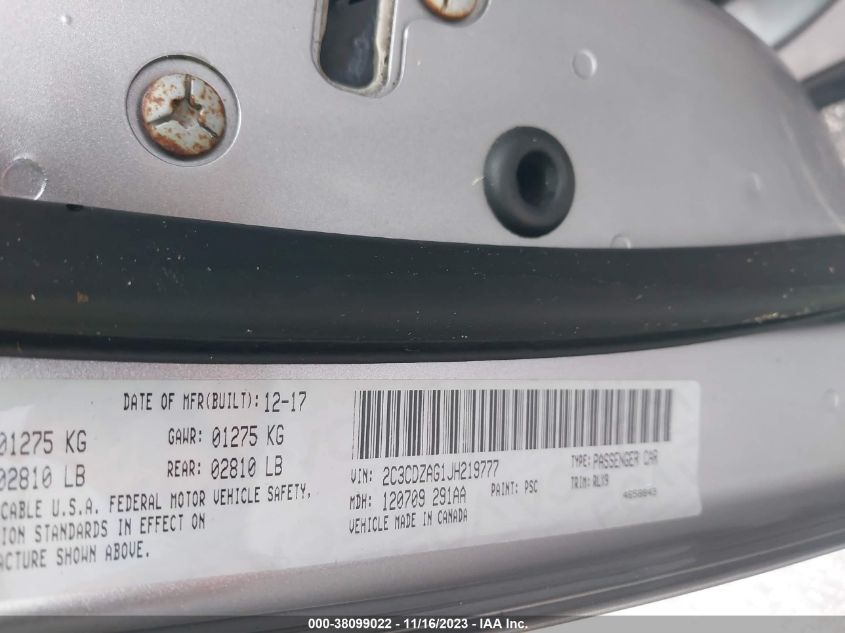 DATE OF MFR(BUILT): 12-17
01275 KG GAWR: 01275 KG
02810 LB REAR: 02810 LB
CABLE U.S.A. FEDERAL MOTOR VEHICLE SAFETY,
ION STANDARDS IN EFFECT ON
ACTURE SHOWN ABOVE.
VIN: 2C3CDZAG1JH219777 TYPE: PASSENGER CAR
MDH: 120709 291AA PAINT: PSC TRIM: RLX9
VEHICLE MADE IN CANADA
000-38099022 - 11/16/2023 - IAA Inc.